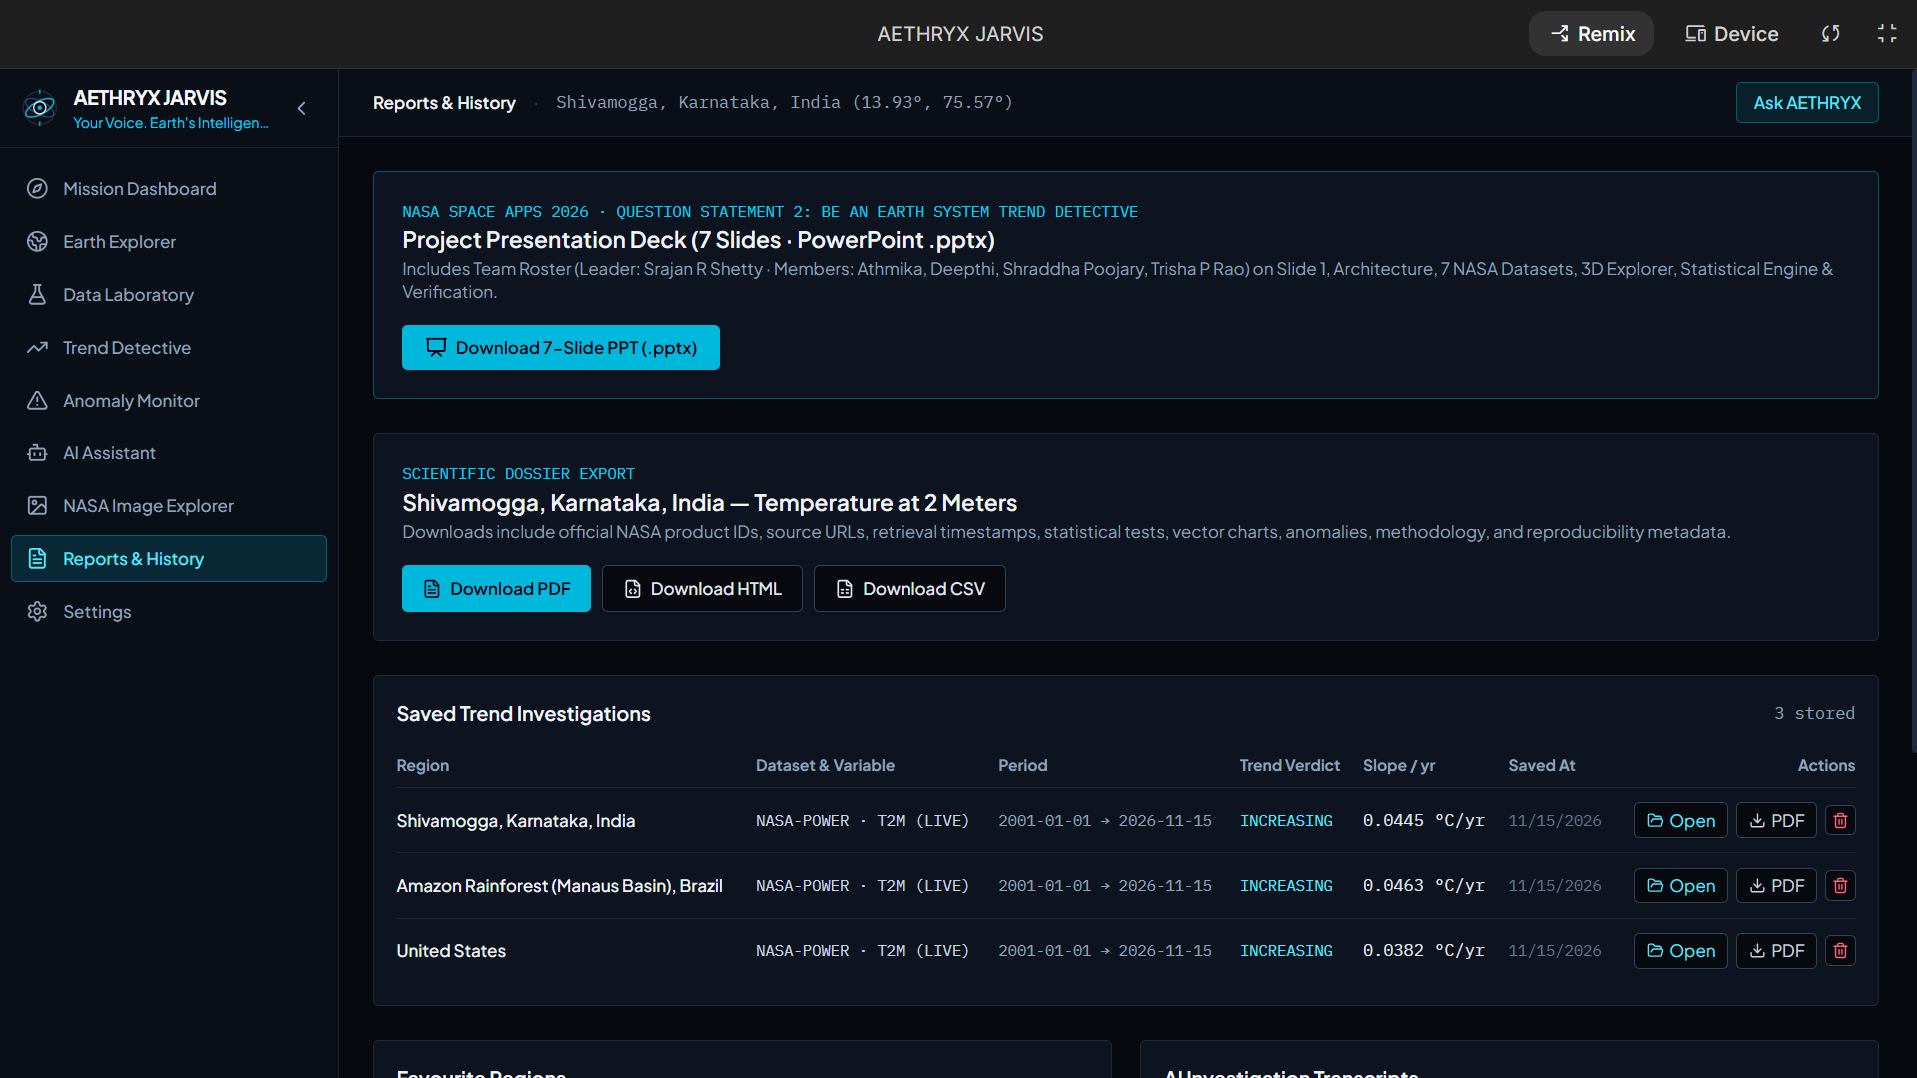 AETHRYX JARVIS
Remix
Device
AETHRYX JARVIS
Your Voice. Earth's Intelligen...
Reports & History · Shivamogga, Karnataka, India (13.93°, 75.57°)
Ask AETHRYX
Mission Dashboard
Earth Explorer
Data Laboratory
Trend Detective
Anomaly Monitor
AI Assistant
NASA Image Explorer
Reports & History
Settings
NASA SPACE APPS 2026 · QUESTION STATEMENT 2: BE AN EARTH SYSTEM TREND DETECTIVE
Project Presentation Deck (7 Slides · PowerPoint .pptx)
Includes Team Roster (Leader: Srajan R Shetty · Members: Athmika, Deepthi, Shraddha Poojary, Trisha P Rao) on Slide 1, Architecture, 7 NASA Datasets, 3D Explorer, Statistical Engine &
Verification.
Download 7-Slide PPT (.pptx)
SCIENTIFIC DOSSIER EXPORT
Shivamogga, Karnataka, India — Temperature at 2 Meters
Downloads include official NASA product IDs, source URLs, retrieval timestamps, statistical tests, vector charts, anomalies, methodology, and reproducibility metadata.
Download PDF
Download HTML
Download CSV
Saved Trend Investigations
3 stored
Region Dataset & Variable Period Trend Verdict Slope / yr Saved At Actions
Shivamogga, Karnataka, India NASA-POWER · T2M (LIVE) 2001-01-01 → 2026-11-15 INCREASING 0.0445 °C/yr 11/15/2026 Open PDF
Amazon Rainforest (Manaus Basin), Brazil NASA-POWER · T2M (LIVE) 2001-01-01 → 2026-11-15 INCREASING 0.0463 °C/yr 11/15/2026 Open PDF
United States NASA-POWER · T2M (LIVE) 2001-01-01 → 2026-11-15 INCREASING 0.0382 °C/yr 11/15/2026 Open PDF
Favourite Regions
AI Investigation Transcripts